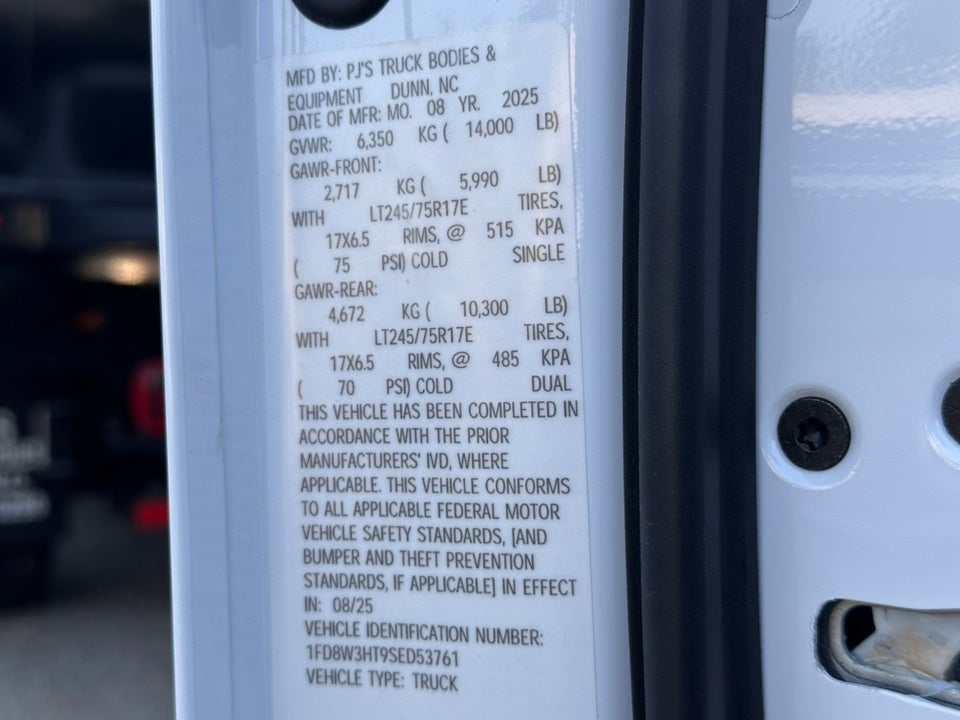 MFD BY: PJ'S TRUCK BODIES &
EQUIPMENT DUNN, NC
DATE OF MFR: MO. 08 YR. 2025
GVWR: 6,350 KG ( 14,000 LB)
GAWR-FRONT:
2,717 KG ( 5,990 LB)
WITH LT245/75R17E TIRES,
17X6.5 RIMS, @ 515 KPA
( 75 PSI) COLD SINGLE
GAWR-REAR:
4,672 KG ( 10,300 LB)
WITH LT245/75R17E TIRES,
17X6.5 RIMS, @ 485 KPA
( 70 PSI) COLD DUAL
THIS VEHICLE HAS BEEN COMPLETED IN
ACCORDANCE WITH THE PRIOR
MANUFACTURERS' IVD, WHERE
APPLICABLE. THIS VEHICLE CONFORMS
TO ALL APPLICABLE FEDERAL MOTOR
VEHICLE SAFETY STANDARDS, [AND
BUMPER AND THEFT PREVENTION
STANDARDS, IF APPLICABLE] IN EFFECT
IN: 08/25
VEHICLE IDENTIFICATION NUMBER:
1FD8W3HT9SED53761
VEHICLE TYPE: TRUCK